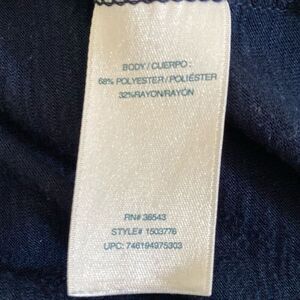 BODY / CUERPO :
68% POLYESTER / POLIÉSTER
32%RAYON/RAYÓN
RN# 36543
STYLE# 1503776
UPC: 746194975303